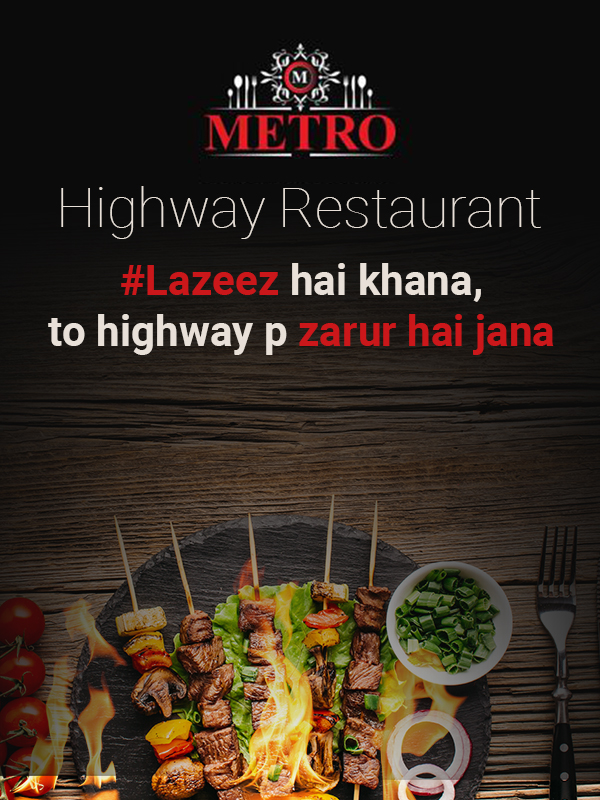 M
METRO
Highway Restaurant
#Lazeez hai khana,
to highway p zarur hai jana